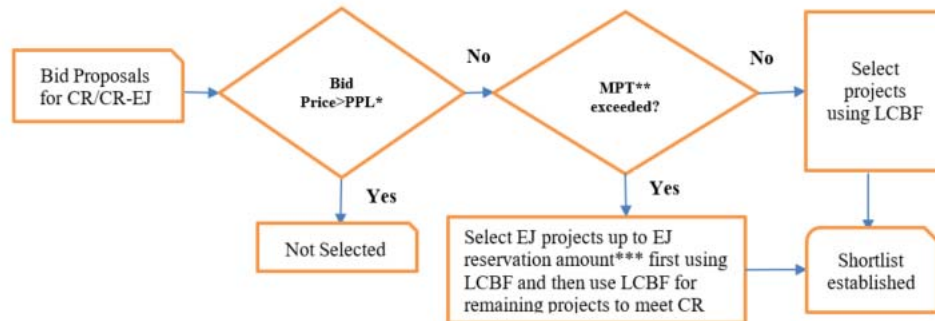 Bid Proposals
for CR/CR-EJ
Bid
Price>PPL*
No
MPT**
exceeded?
No
Select
projects
using LCBF
Yes
Yes
Not Selected
Select EJ projects up to EJ
reservation amount*** first using
LCBF and then use LCBF for
remaining projects to meet CR
Shortlist
established